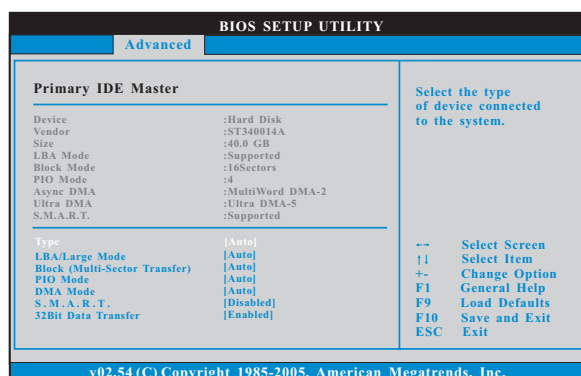 BIOS SETUP UTILITY
Advanced
Primary IDE Master
Device :Hard Disk
Vendor :ST340014A
Size :40.0 GB
LBA Mode :Supported
Block Mode :16Sectors
PIO Mode :4
Async DMA :MultiWord DMA-2
Ultra DMA :Ultra DMA-5
S.M.A.R.T. :Supported
Type [Auto]
LBA/Large Mode [Auto]
Block (Multi-Sector Transfer) [Auto]
PIO Mode [Auto]
DMA Mode [Auto]
S.M.A.R.T. [Disabled]
32Bit Data Transfer [Enabled]
Select the type
of device connected
to the system.
←→ Select Screen
↑↓ Select Item
+- Change Option
F1 General Help
F9 Load Defaults
F10 Save and Exit
ESC Exit
v02.54 (C) Copyright 1985-2005, American Megatrends, Inc.